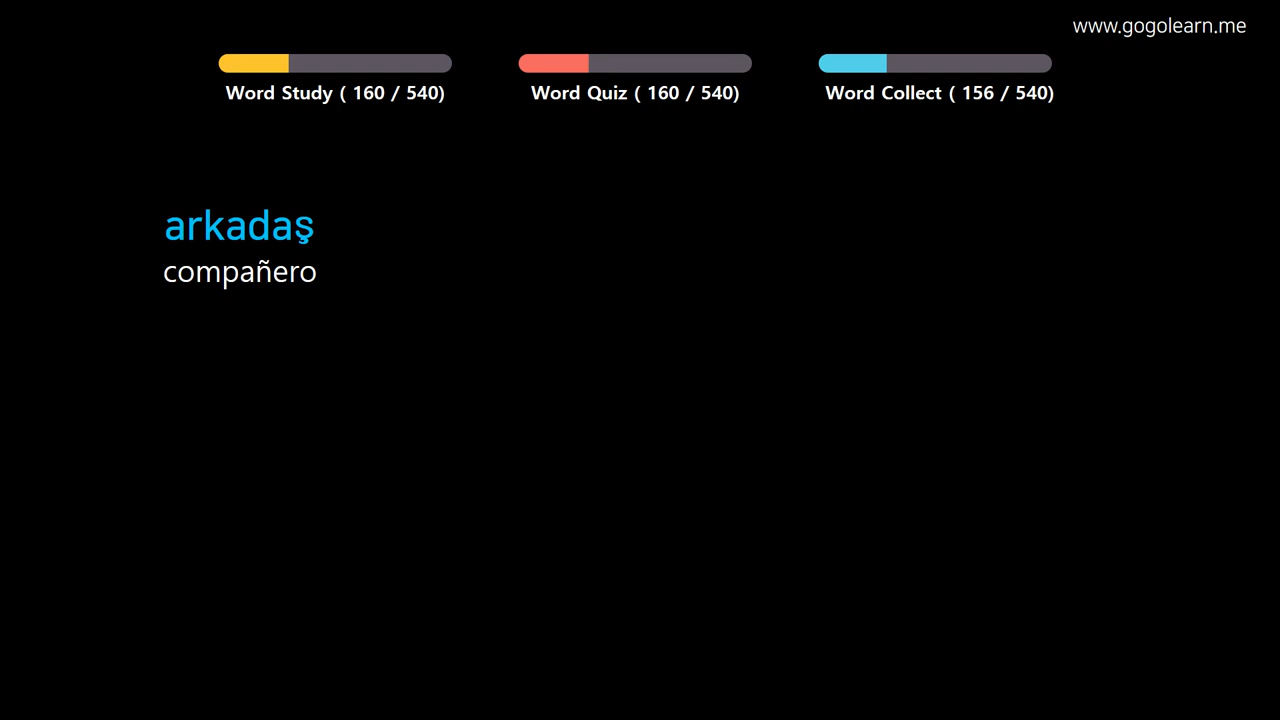 www.gogolearn.me
Word Study ( 160 / 540)
Word Quiz ( 160 / 540)
Word Collect ( 156 / 540)
arkadaş
compañero